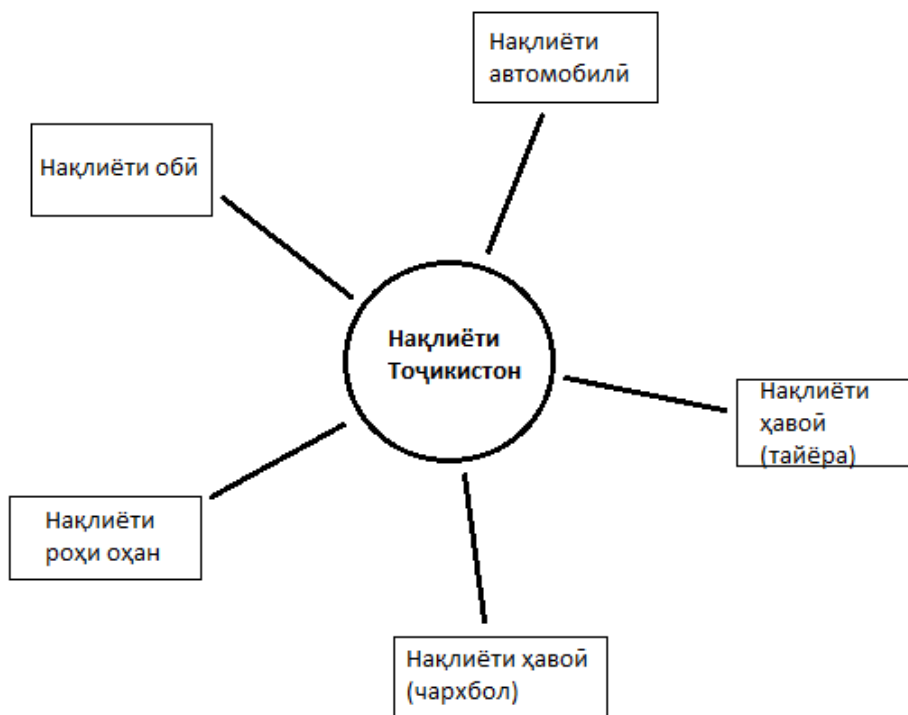 Нақлиёти
автомобилӣ
Нақлиёти обӣ
Нақлиёти
Тоҷикистон
Нақлиёти
ҳавоӣ
(тайёра)
Нақлиёти
роҳи оҳан
Нақлиёти ҳавоӣ
(чархбол)